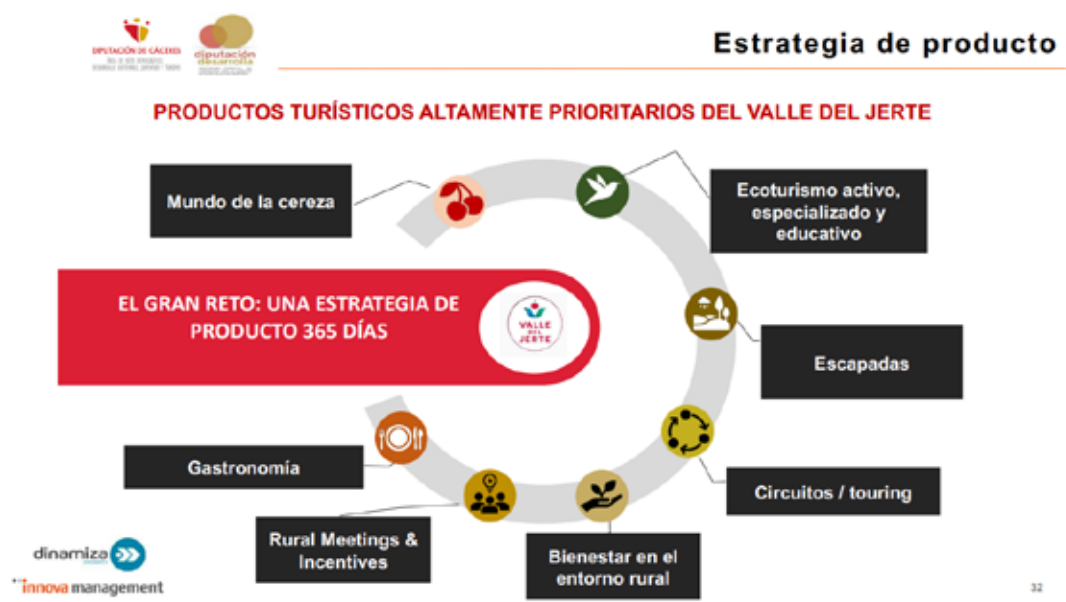 DIPUTACIÓN DE CÁCERES
diputación
desarrolla
Estrategia de producto
PRODUCTOS TURÍSTICOS ALTAMENTE PRIORITARIOS DEL VALLE DEL JERTE
Mundo de la cereza
Ecoturismo activo,
especializado y
educativo
EL GRAN RETO: UNA ESTRATEGIA DE
PRODUCTO 365 DÍAS
VALLE
DEL
JERTE
Escapadas
Gastronomía
Circuitos / touring
Rural Meetings &
Incentives
Bienestar en el
entorno rural
dinamiza
innova management
32